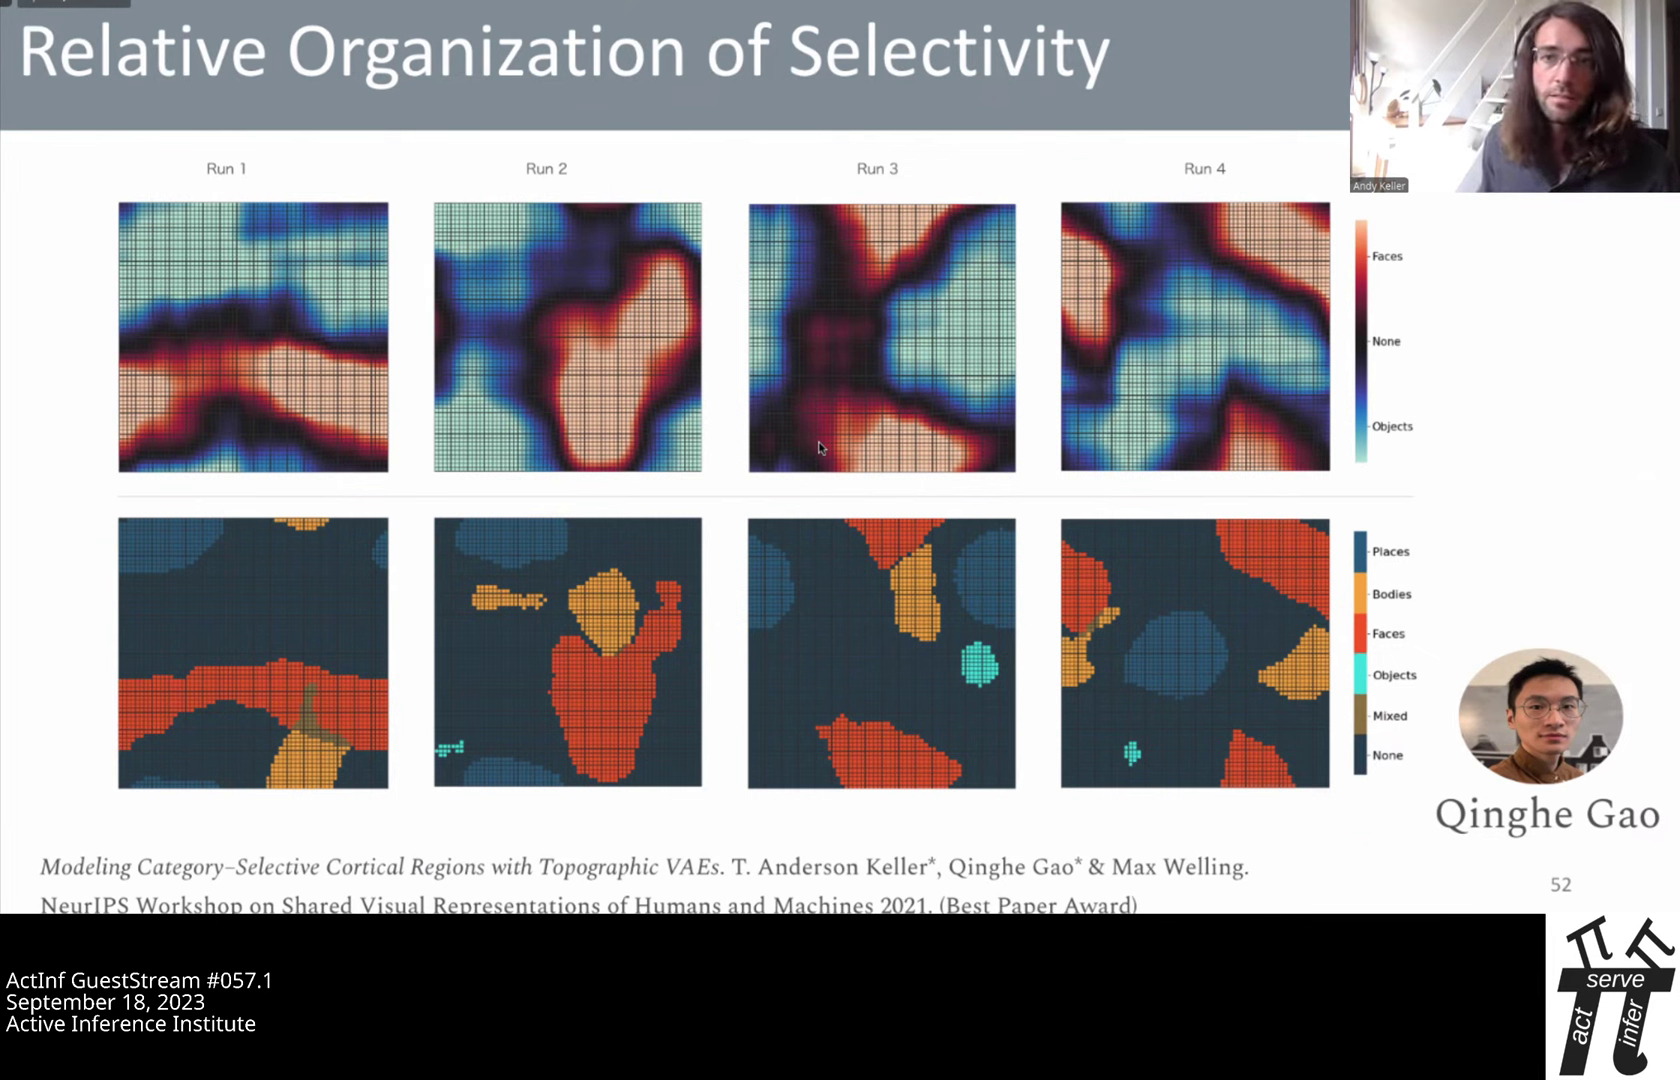 Relative Organization of Selectivity
Andy Keller
Run 1
Run 2
Run 3
Run 4
Faces
None
Objects
Places
Bodies
Faces
Objects
Mixed
None
Qinghe Gao
Modeling Category-Selective Cortical Regions with Topographic VAEs. T. Anderson Keller*, Qinghe Gao* & Max Welling.
NeurIPS Workshop on Shared Visual Representations of Humans and Machines 2021. (Best Paper Award)
52
ActInf GuestStream #057.1
September 18, 2023
Active Inference Institute
serve
act
infer